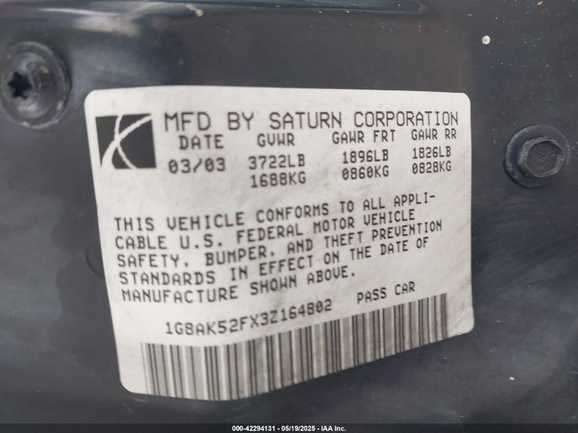 MFD BY SATURN CORPORATION
DATE GVWR GAWR FRT GAWR RR
03/03 3722LB 1896LB 1826LB
1688KG 0860KG 0828KG
THIS VEHICLE CONFORMS TO ALL APPLI-
CABLE U.S. FEDERAL MOTOR VEHICLE
SAFETY, BUMPER, AND THEFT PREVENTION
STANDARDS IN EFFECT ON THE DATE OF
MANUFACTURE SHOWN ABOVE.
1G8AK52FX3Z164802 PASS CAR
000-42294131 - 05/19/2025 - IAA Inc.